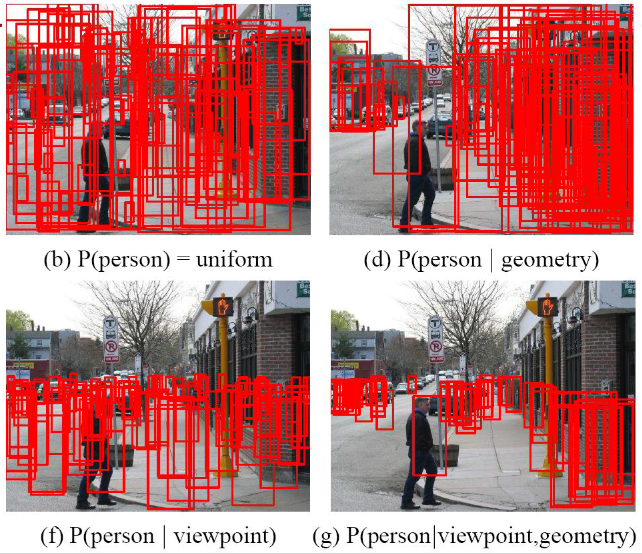 (b) P(person) = uniform
(d) P(person | geometry)
(f) P(person | viewpoint)
(g) P(person|viewpoint,geometry)